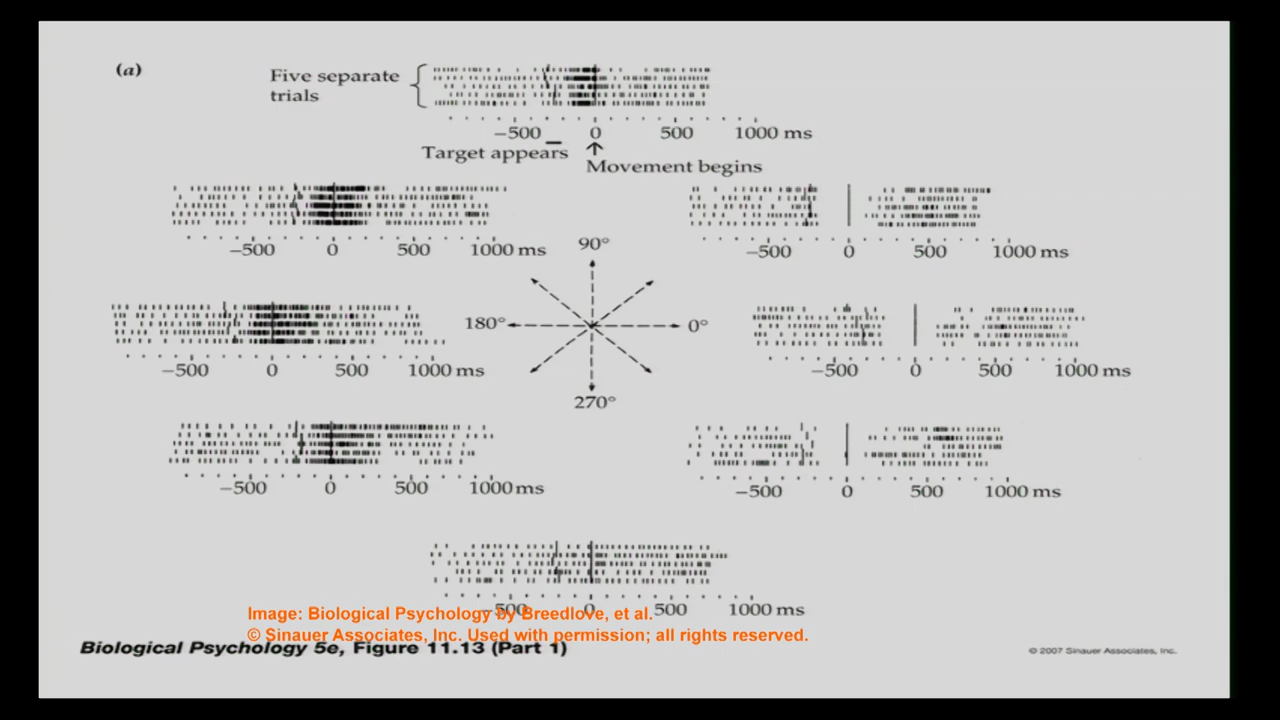 (a)
Five separate
trials
−500 0 500 1000 ms
Target appears
Movement begins
−500 0 500 1000 ms
−500 0 500 1000 ms
90°
180°
0°
270°
−500 0 500 1000 ms
−500 0 500 1000 ms
−500 0 500 1000 ms
−500 0 500 1000 ms
−500 0 500 1000 ms
Image: Biological Psychology by Breedlove, et al.
© Sinauer Associates, Inc. Used with permission; all rights reserved.
Biological Psychology 5e, Figure 11.13 (Part 1)
© 2007 Sinauer Associates, Inc.